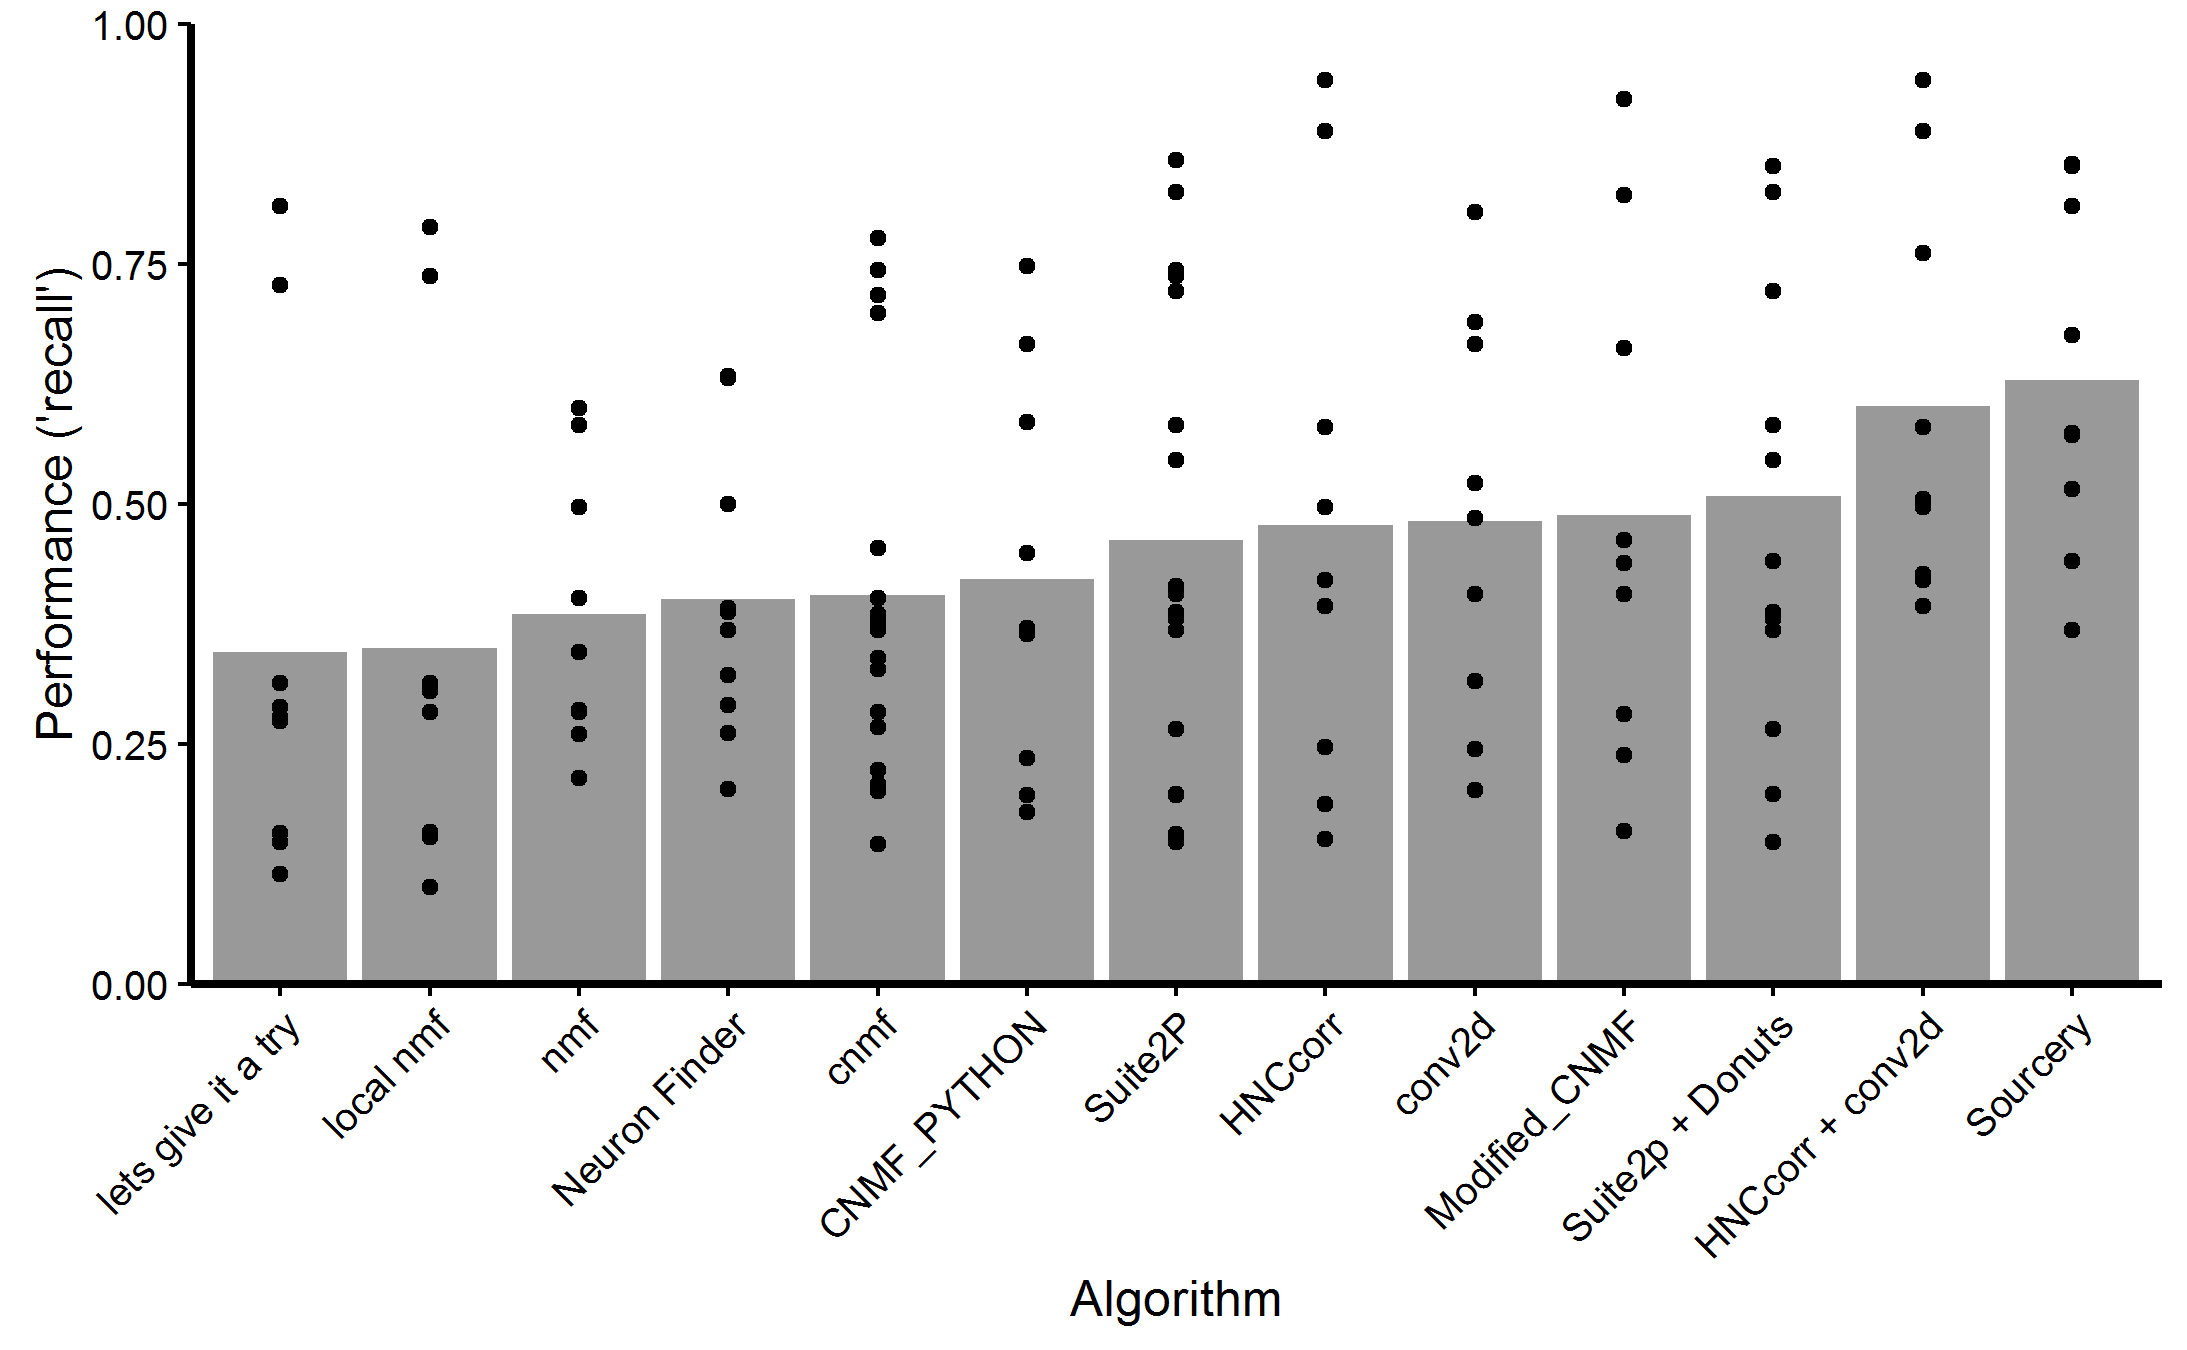 1.00
0.75
0.50
0.25
0.00
Performance ('recall')
lets give it a try
local nmf
nmf
Neuron Finder
cnmf
CNMF_PYTHON
Suite2P
HNCcorr
conv2d
Modified_CNMF
Suite2p + Donuts
HNCcorr + conv2d
Sourcery
Algorithm